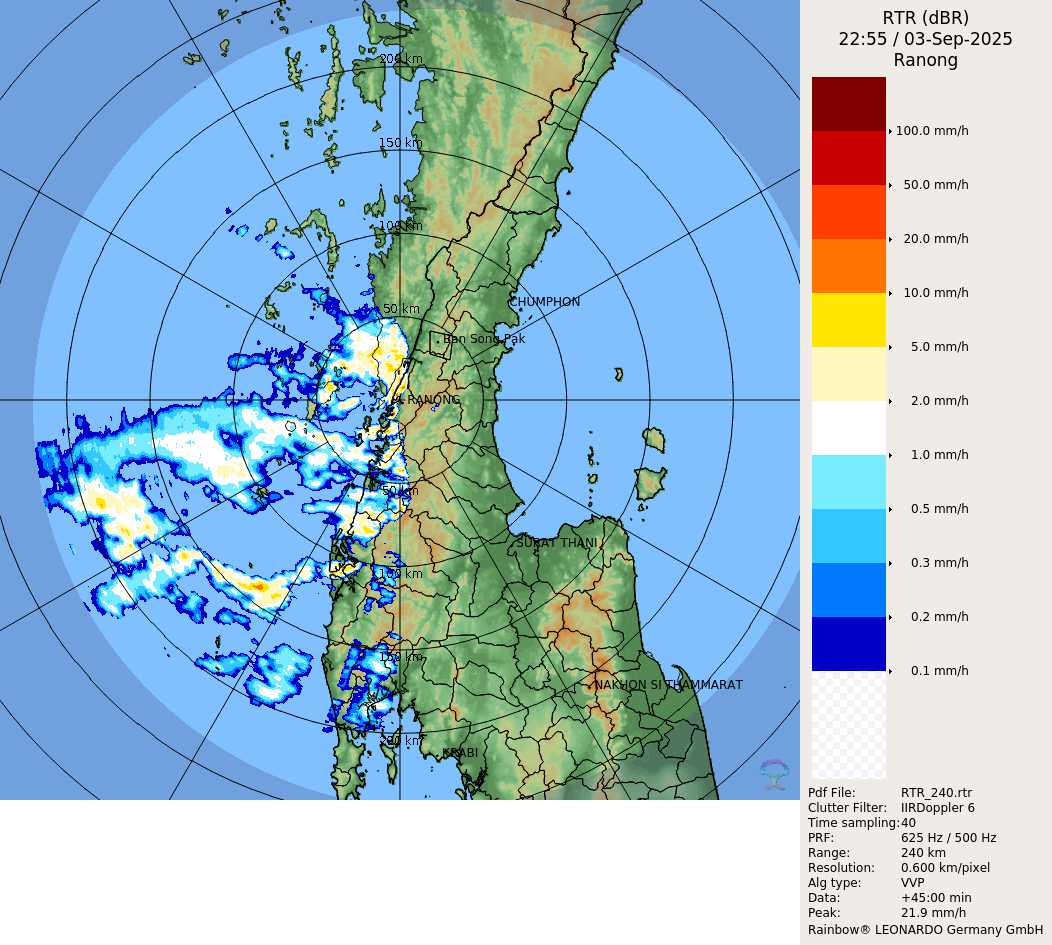 RTR (dBR)
22:55 / 03-Sep-2025
Ranong
100.0 mm/h
50.0 mm/h
20.0 mm/h
10.0 mm/h
5.0 mm/h
2.0 mm/h
1.0 mm/h
0.5 mm/h
0.3 mm/h
0.2 mm/h
0.1 mm/h
Pdf File: RTR_240.rtr
Clutter Filter: IIRDoppler 6
Time sampling: 40
PRF: 625 Hz / 500 Hz
Range: 240 km
Resolution: 0.600 km/pixel
Alg type: VVP
Data: +45:00 min
Peak: 21.9 mm/h
Rainbow® LEONARDO Germany GmbH
200 km
150 km
100 km
CHUMPHON
50 km
Ban Song Pak
RANONG
50 km
SURAT THANI
100 km
150 km
NAKHON SI THAMMARAT
200 km
KRABI